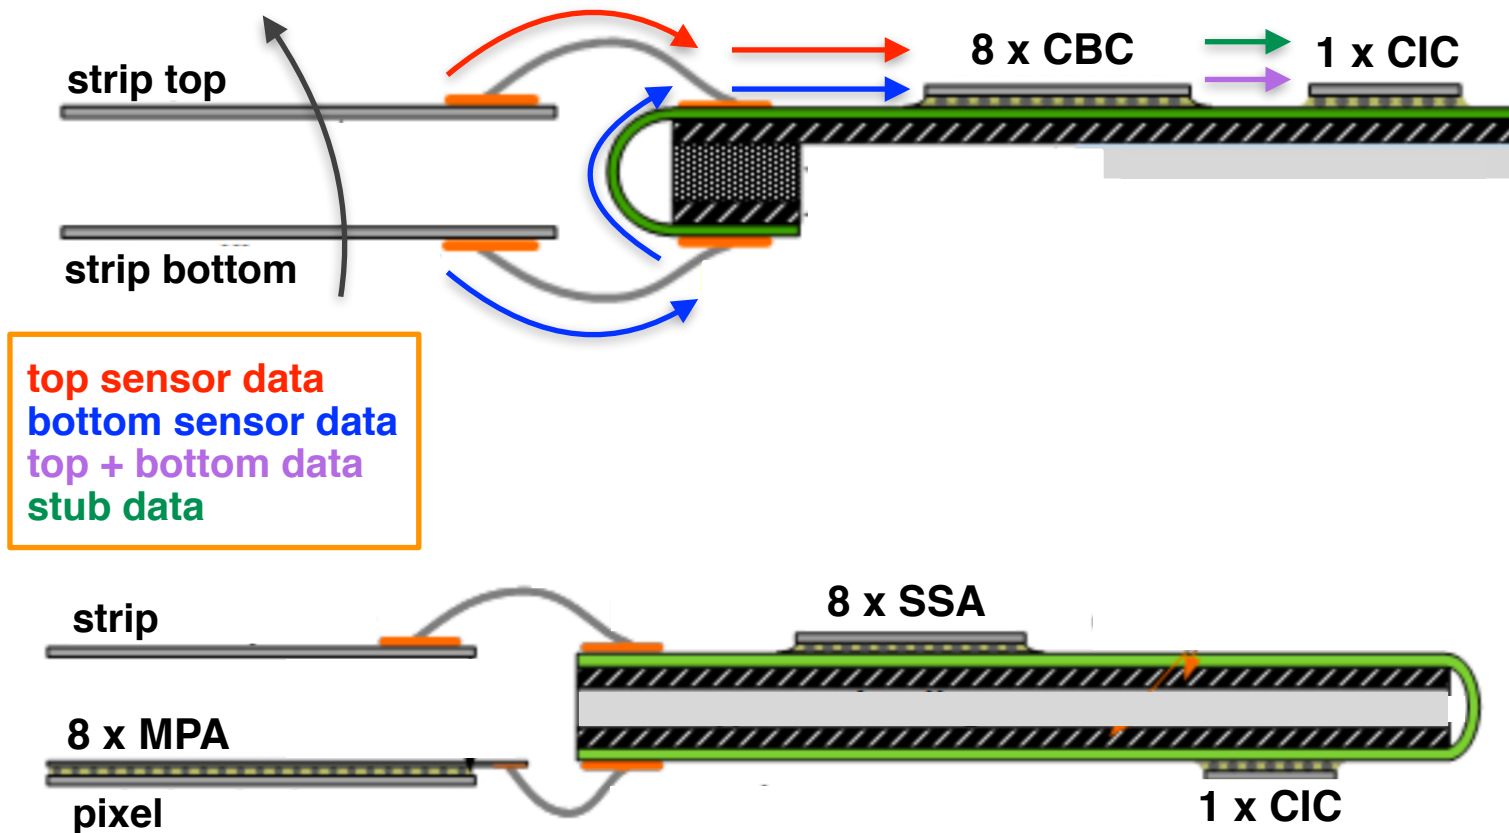 8 x CBC
1 x CIC
strip top
strip bottom
top sensor data
bottom sensor data
top + bottom data
stub data
8 x SSA
strip
8 x MPA
pixel
1 x CIC